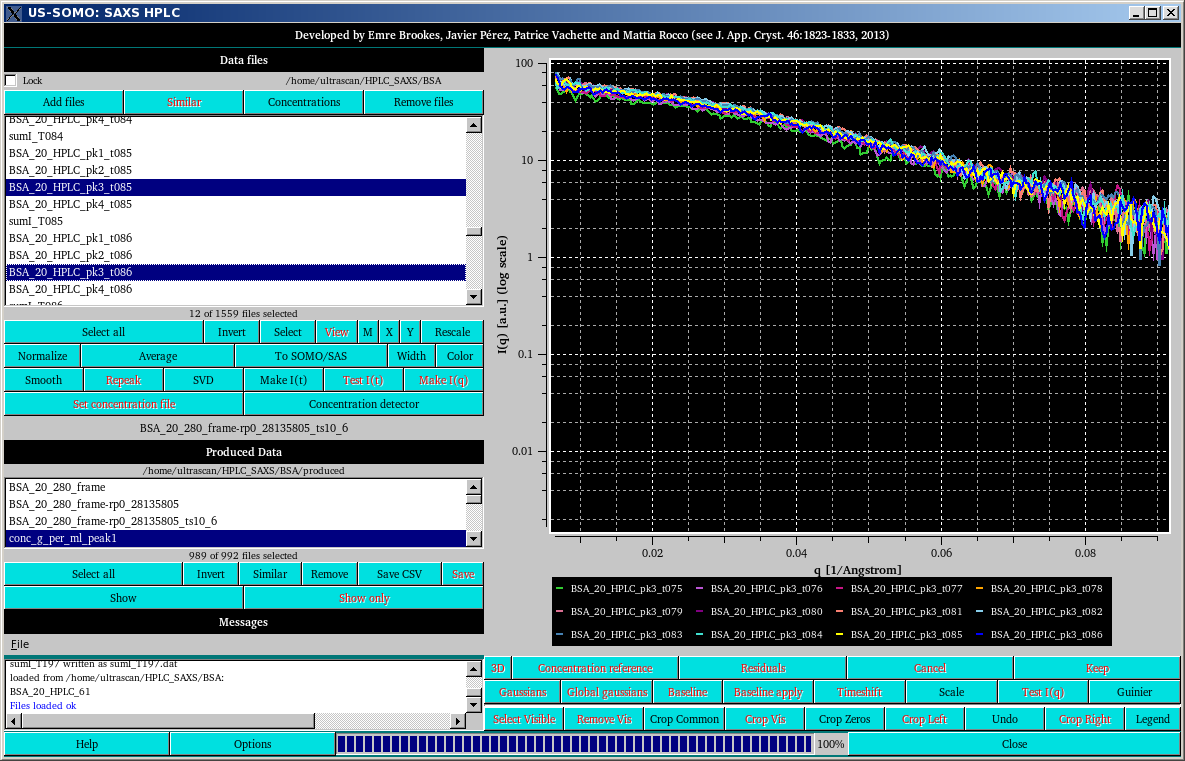 US-SOMO: SAXS HPLC
Developed by Emre Brookes, Javier Pérez, Patrice Vachette and Mattia Rocco (see J. App. Cryst. 46:1823-1833, 2013)
Data files
Lock /home/ultrascan/HPLC_SAXS/BSA
Add files Similar Concentrations Remove files
BSA_20_HPLC_pk4_t084
sumI_T084
BSA_20_HPLC_pk1_t085
BSA_20_HPLC_pk2_t085
BSA_20_HPLC_pk3_t085
BSA_20_HPLC_pk4_t085
sumI_T085
BSA_20_HPLC_pk1_t086
BSA_20_HPLC_pk2_t086
BSA_20_HPLC_pk3_t086
BSA_20_HPLC_pk4_t086
sumI_T086
12 of 1559 files selected
Select all Invert Select View M X Y Rescale
Normalize Average To SOMO/SAS Width Color
Smooth Repeak SVD Make I(t) Test I(t) Make I(q)
Set concentration file Concentration detector
BSA_20_280_frame-rp0_28135805_ts10_6
Produced Data
/home/ultrascan/HPLC_SAXS/BSA/produced
BSA_20_280_frame
BSA_20_280_frame-rp0_28135805
BSA_20_280_frame-rp0_28135805_ts10_6
conc_g_per_ml_peak1
989 of 992 files selected
Select all Invert Similar Remove Save CSV Save
Show Show only
Messages
File
sumI_T197 written as sumI_T197.dat
loaded from /home/ultrascan/HPLC_SAXS/BSA:
BSA_20_HPLC_61
Files loaded ok
Help Options 100% Close
I(q) [a.u.] (log scale)
100
10
1
0.1
0.01
0.02 0.04 0.06 0.08
q [1/Angstrom]
BSA_20_HPLC_pk3_t075 BSA_20_HPLC_pk3_t076 BSA_20_HPLC_pk3_t077 BSA_20_HPLC_pk3_t078
BSA_20_HPLC_pk3_t079 BSA_20_HPLC_pk3_t080 BSA_20_HPLC_pk3_t081 BSA_20_HPLC_pk3_t082
BSA_20_HPLC_pk3_t083 BSA_20_HPLC_pk3_t084 BSA_20_HPLC_pk3_t085 BSA_20_HPLC_pk3_t086
3D Concentration reference Residuals Cancel Keep
Gaussians Global gaussians Baseline Baseline apply Timeshift Scale Test I(q) Guinier
Select Visible Remove Vis Crop Common Crop Vis Crop Zeros Crop Left Undo Crop Right Legend